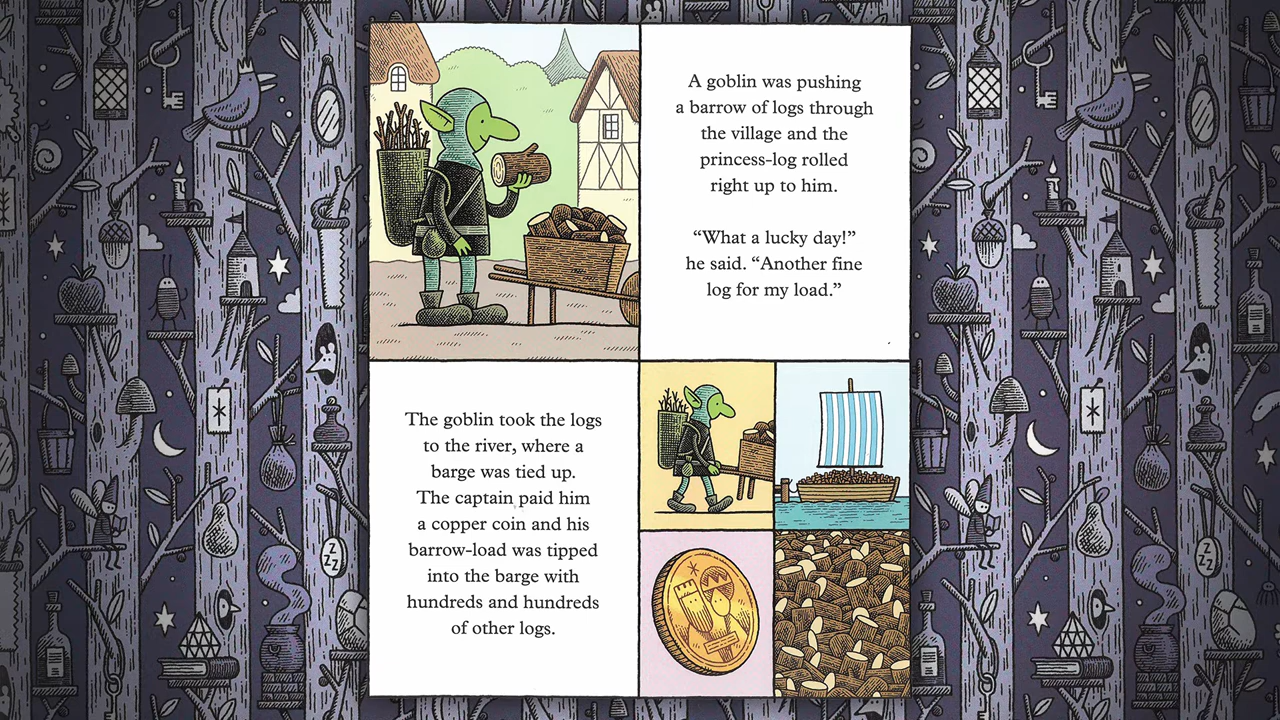 A goblin was pushing
a barrow of logs through
the village and the
princess-log rolled
right up to him.
“What a lucky day!”
he said. “Another fine
log for my load.”
The goblin took the logs
to the river, where a
barge was tied up.
The captain paid him
a copper coin and his
barrow-load was tipped
into the barge with
hundreds and hundreds
of other logs.
Z
Z
Z
Z
Z
Z